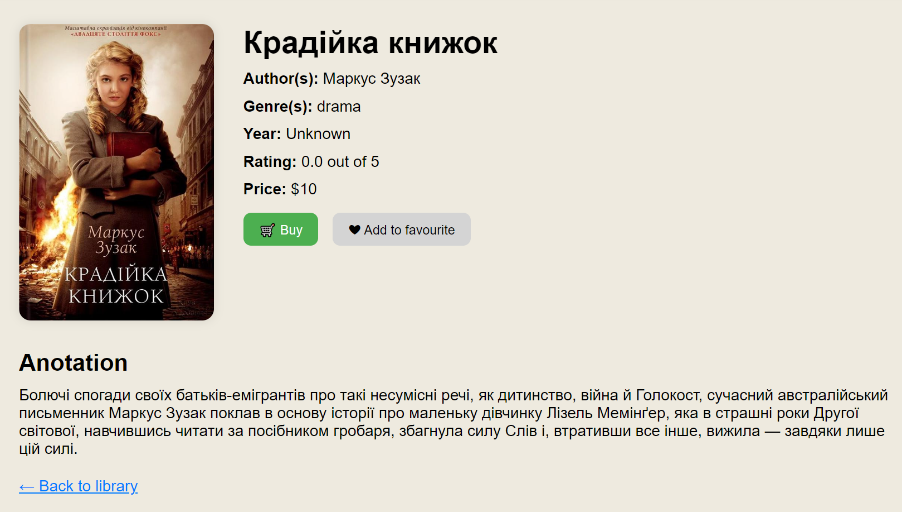 Масштабна екранізація від кінокомпанії
«ДВАДЦЯТЕ СТОЛІТТЯ ФОКС»
Маркус
Зузак
КРАДІЙКА
КНИЖОК
Крадійка книжок
Author(s): Маркус Зузак
Genre(s): drama
Year: Unknown
Rating: 0.0 out of 5
Price: $10
🛒 Buy
♥ Add to favourite
Anotation
Болючі спогади своїх батьків-емігрантів про такі несумісні речі, як дитинство, війна й Голокост, сучасний австралійський
письменник Маркус Зузак поклав в основу історії про маленьку дівчинку Лізель Мемінґер, яка в страшні роки Другої
світової, навчившись читати за посібником гробаря, збагнула силу Слів і, втративши все інше, вижила — завдяки лише
цій силі.
← Back to library